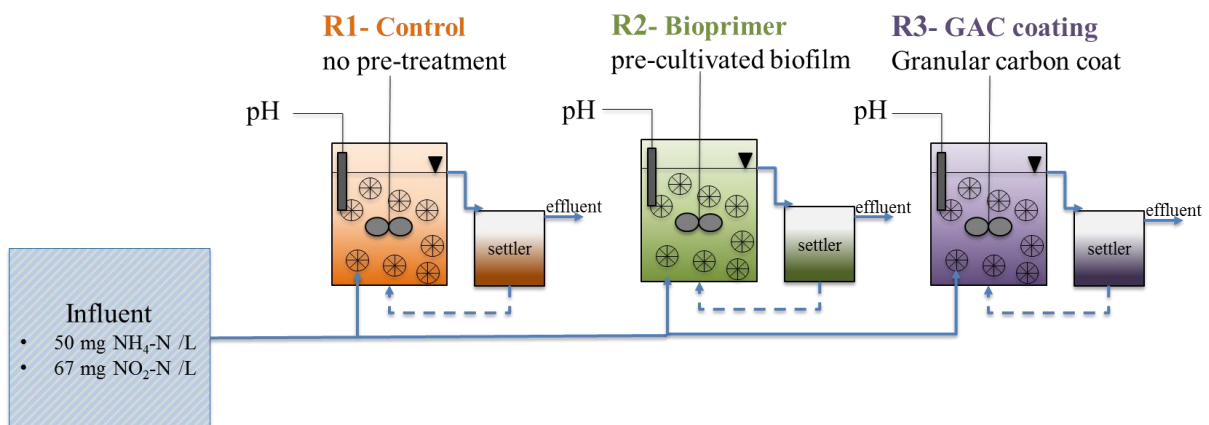 R1- Control
no pre-treatment
R2- Bioprimer
pre-cultivated biofilm
R3- GAC coating
Granular carbon coat
pH
pH
pH
effluent
effluent
effluent
settler
settler
settler
Influent
• 50 mg NH₄-N /L
• 67 mg NO₂-N /L